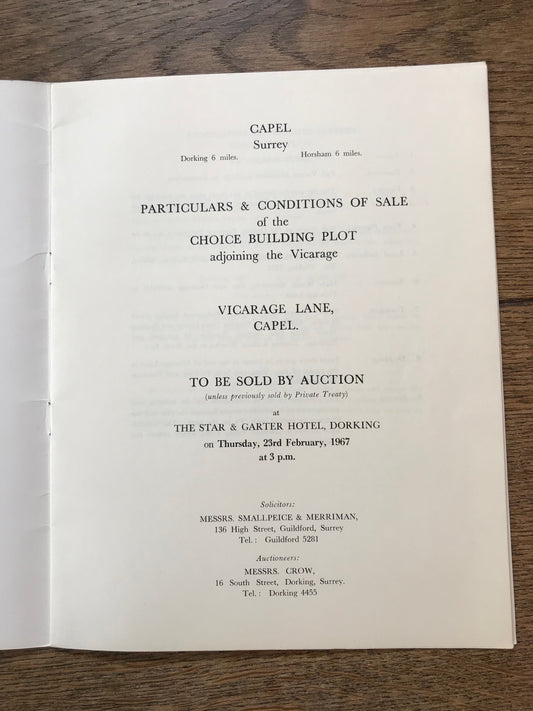 CAPEL
Surrey
Dorking 6 miles. Horsham 6 miles.
PARTICULARS & CONDITIONS OF SALE
of the
CHOICE BUILDING PLOT
adjoining the Vicarage
VICARAGE LANE,
CAPEL.
TO BE SOLD BY AUCTION
(unless previously sold by Private Treaty)
at
THE STAR & GARTER HOTEL, DORKING
on Thursday, 23rd February, 1967
at 3 p.m.
Solicitors:
MESSRS. SMALLPEICE & MERRIMAN,
136 High Street, Guildford, Surrey
Tel.: Guildford 5281
Auctioneers:
MESSRS. CROW,
16 South Street, Dorking, Surrey.
Tel.: Dorking 4455